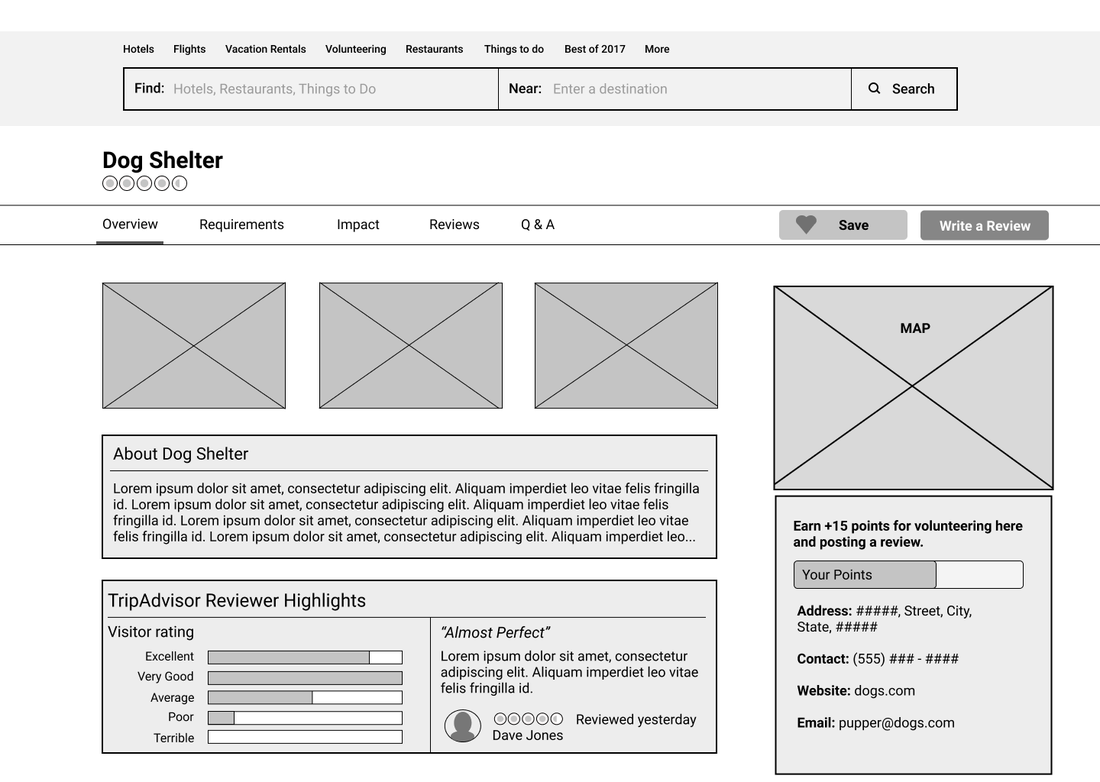 Hotels Flights Vacation Rentals Volunteering Restaurants Things to do Best of 2017 More
Find: Hotels, Restaurants, Things to Do Near: Enter a destination Search
Dog Shelter
Overview Requirements Impact Reviews Q & A Save Write a Review
MAP
About Dog Shelter
Lorem ipsum dolor sit amet, consectetur adipiscing elit. Aliquam imperdiet leo vitae felis fringilla
id. Lorem ipsum dolor sit amet, consectetur adipiscing elit. Aliquam imperdiet leo vitae felis
fringilla id. Lorem ipsum dolor sit amet, consectetur adipiscing elit. Aliquam imperdiet leo vitae
felis fringilla id. Lorem ipsum dolor sit amet, consectetur adipiscing elit. Aliquam imperdiet leo...
TripAdvisor Reviewer Highlights
Visitor rating
Excellent
Very Good
Average
Poor
Terrible
“Almost Perfect”
Lorem ipsum dolor sit amet, consectetur
adipiscing elit. Aliquam imperdiet leo vitae
felis fringilla id.
Reviewed yesterday
Dave Jones
Earn +15 points for volunteering here
and posting a review.
Your Points
Address: #####, Street, City,
State, #####
Contact: (555) ### - ####
Website: dogs.com
Email: pupper@dogs.com